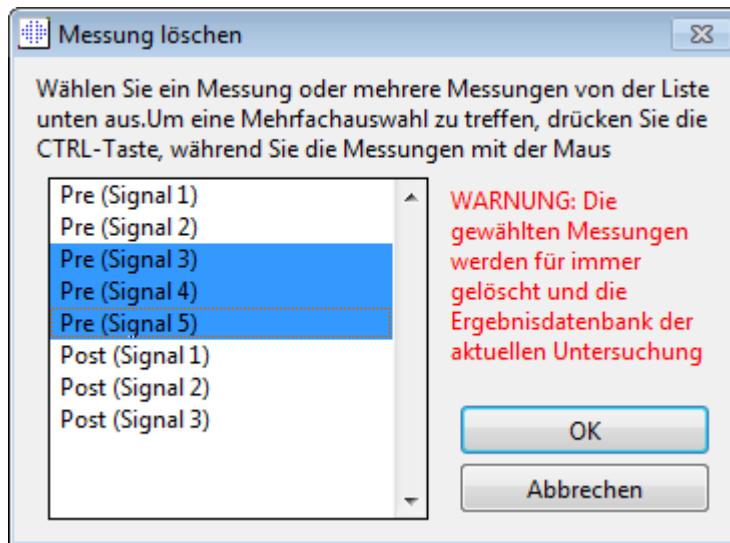 Messung löschen
Wählen Sie ein Messung oder mehrere Messungen von der Liste
unten aus.Um eine Mehrfachauswahl zu treffen, drücken Sie die
CTRL-Taste, während Sie die Messungen mit der Maus
Pre (Signal 1)
Pre (Signal 2)
Pre (Signal 3)
Pre (Signal 4)
Pre (Signal 5)
Post (Signal 1)
Post (Signal 2)
Post (Signal 3)
WARNUNG: Die
gewählten Messungen
werden für immer
gelöscht und die
Ergebnisdatenbank der
aktuellen Untersuchung
OK
Abbrechen